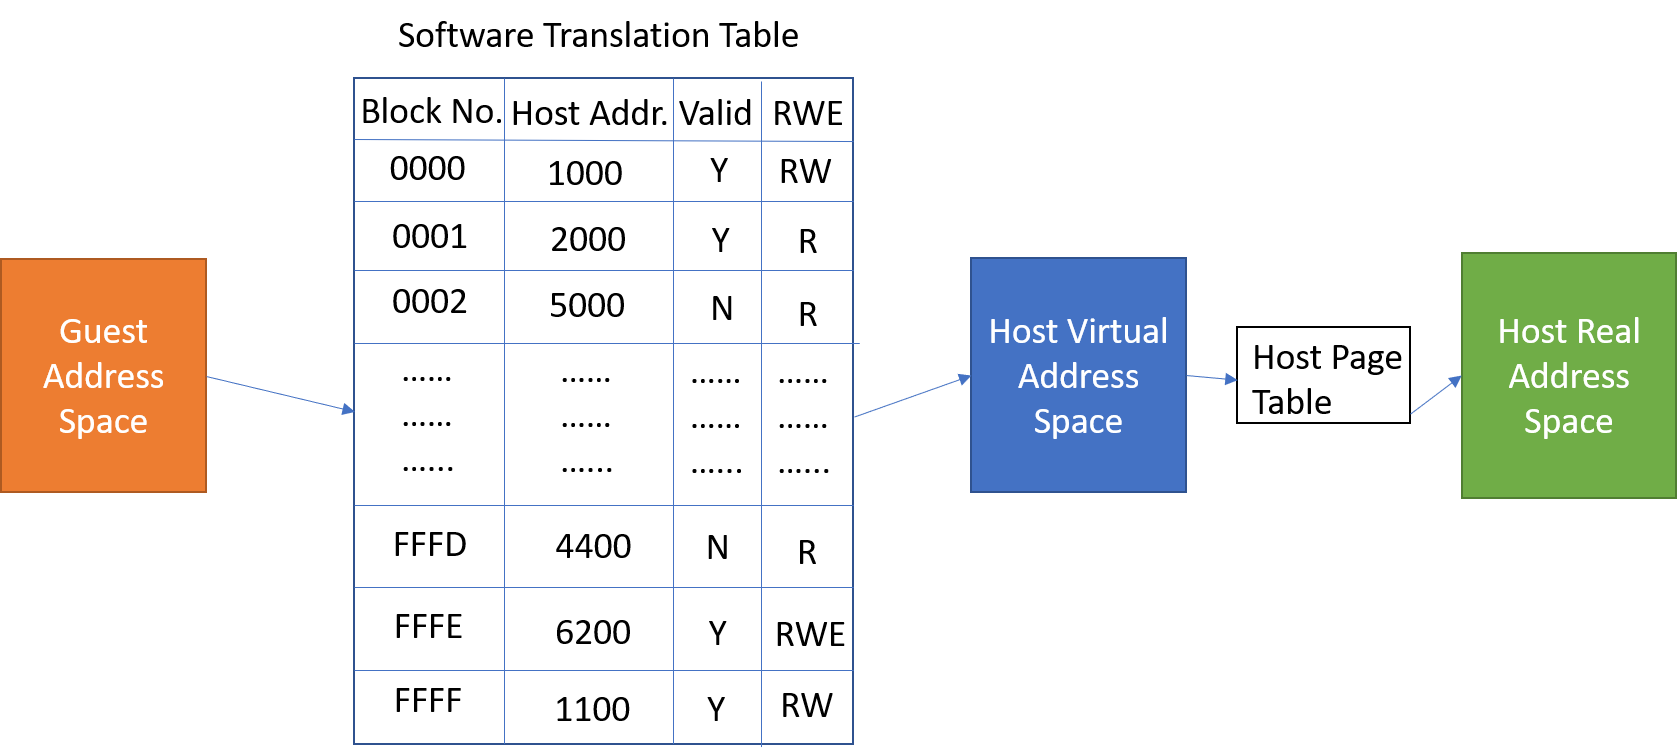 Software Translation Table
Block No. Host Addr. Valid RWE
0000 1000 Y RW
0001 2000 Y R
0002 5000 N R
...... ...... ...... ......
...... ...... ...... ......
...... ...... ...... ......
FFFD 4400 N R
FFFE 6200 Y RWE
FFFF 1100 Y RW
Guest
Address
Space
Host Virtual
Address
Space
Host Page
Table
Host Real
Address
Space